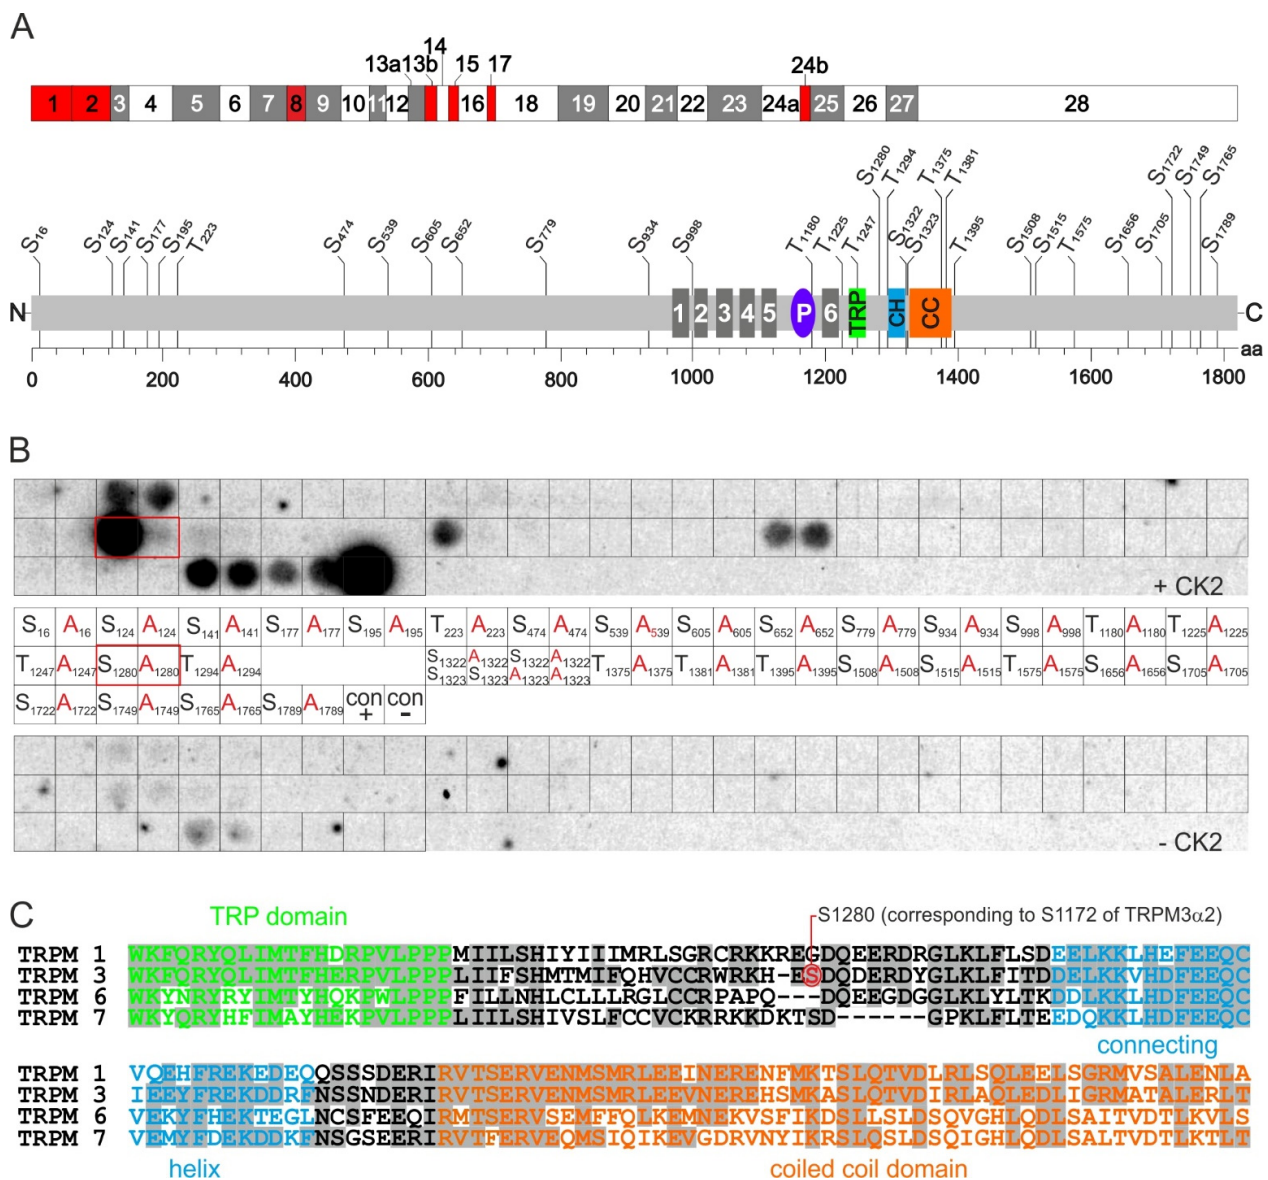 A
14
13a13b 15 17 24b
1 2 3 4 5 6 7 8 9 10 11 12 16 18 19 20 21 22 23 24a 25 26 27 28
S1280 T1294 T1375 T1381 S1722 S1749 S1765
S16 S124 S141 S177 S195 T223 S474 S539 S605 S652 S779 S934 S998 T1180 T1225 T1247 S1322 S1323 T1395 S1508 S1515 T1575 S1656 S1705 S1789
N 1 2 3 4 5 P 6 TRP CH CC C
aa
0 200 400 600 800 1000 1200 1400 1600 1800
B
+ CK2
S16 A16 S124 A124 S141 A141 S177 A177 S195 A195 T223 A223 S474 A474 S539 A539 S605 A605 S652 A652 S779 A779 S934 A934 S998 A998 T1180 A1180 T1225 A1225
T1247 A1247 S1280 A1280 T1294 A1294 S1322 S1323 A1322 S1323 S1322 A1323 A1322 A1323 T1375 A1375 T1381 A1381 T1395 A1395 S1508 A1508 S1515 A1515 T1575 A1575 S1656 A1656 S1705 A1705
S1722 A1722 S1749 A1749 S1765 A1765 S1789 A1789 con + con -
- CK2
C
TRP domain
S1280 (corresponding to S1172 of TRPM3α2)
TRPM 1 WKFQRYQLIMTFHDRPVLPPPMIILSHIYIIIMRLSGRCRKKREGDQEERDRGLKLFLSDEELKKLHEFEEQC
TRPM 3 WKFQRYQLIMTFHERPVLPPPLIIFSHMTMIFQHVCCRWRKH-ESDQDERDYGLKLFITDDELKKVHDFEEQC
TRPM 6 WKYNRYRYIMTYHQKPWLPPPFILLNHLCLLLRGLCCRPAPQ---DQEEGDGGLKLYLTKDDLKKLHDFEEQC
TRPM 7 WKYQRYHFIMAYHEKPVLPPPLIILSHIVSLFCCVCKRRKKDKTSD------GPKLFLTEEDQKKLHDFEEQC
connecting
TRPM 1 VQEHFREKEDEQQSSSDERIRVTSERVENMSMRLEEINERENFMKTSLQTVDLRLSQLEELSGRMVSALENLA
TRPM 3 IEEYFREKDDRFNSSNDERIRVTSERVENMSMRLEEVNEREHSMKASLQTVDIRLAQLEDLIGRMATALERLT
TRPM 6 VEKYFHEKTEGLNCSFEEQIRMTSERVSEMFFQLKEMNEKVSFIKDSLLSLDSQVGHLQDLSAITVDTLKVLS
TRPM 7 VEMYFDEKDDKFNSGSEERIRVTFERVEQMSIQIKEVGDRVNYIKRSLQSLDSQIGHLQDLSALTVDTLKTLT
helix
coiled coil domain